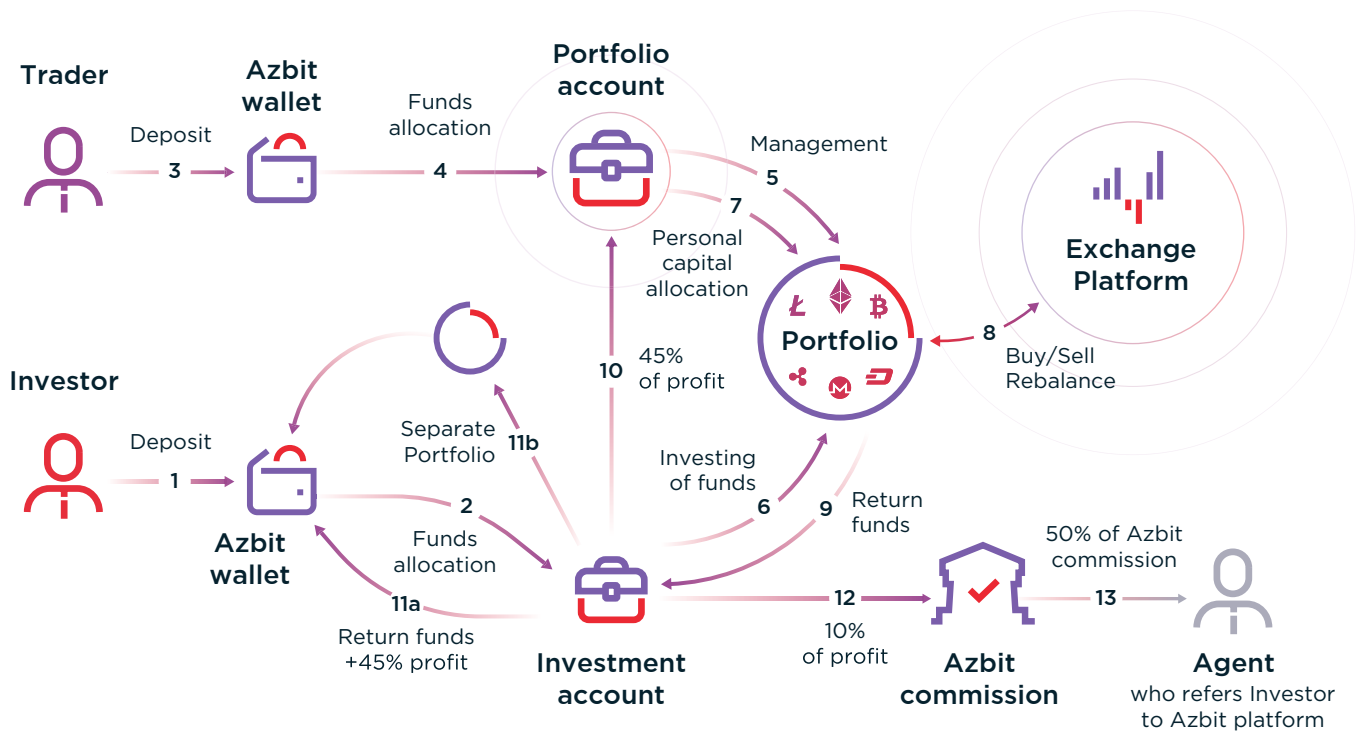 Trader
Deposit
3
Azbit
wallet
Funds
allocation
4
Portfolio
account
Management
5
7
Personal
capital
allocation
Exchange
Platform
8
Buy/Sell
Rebalance
Portfolio
10
45%
of profit
Investor
Deposit
1
Azbit
wallet
Separate
Portfolio
11b
2
Funds
allocation
11a
Return funds
+45% profit
Investing
of funds
6
9
Return
funds
Investment
account
12
10%
of profit
Azbit
commission
50% of Azbit
commission
13
Agent
who refers Investor
to Azbit platform